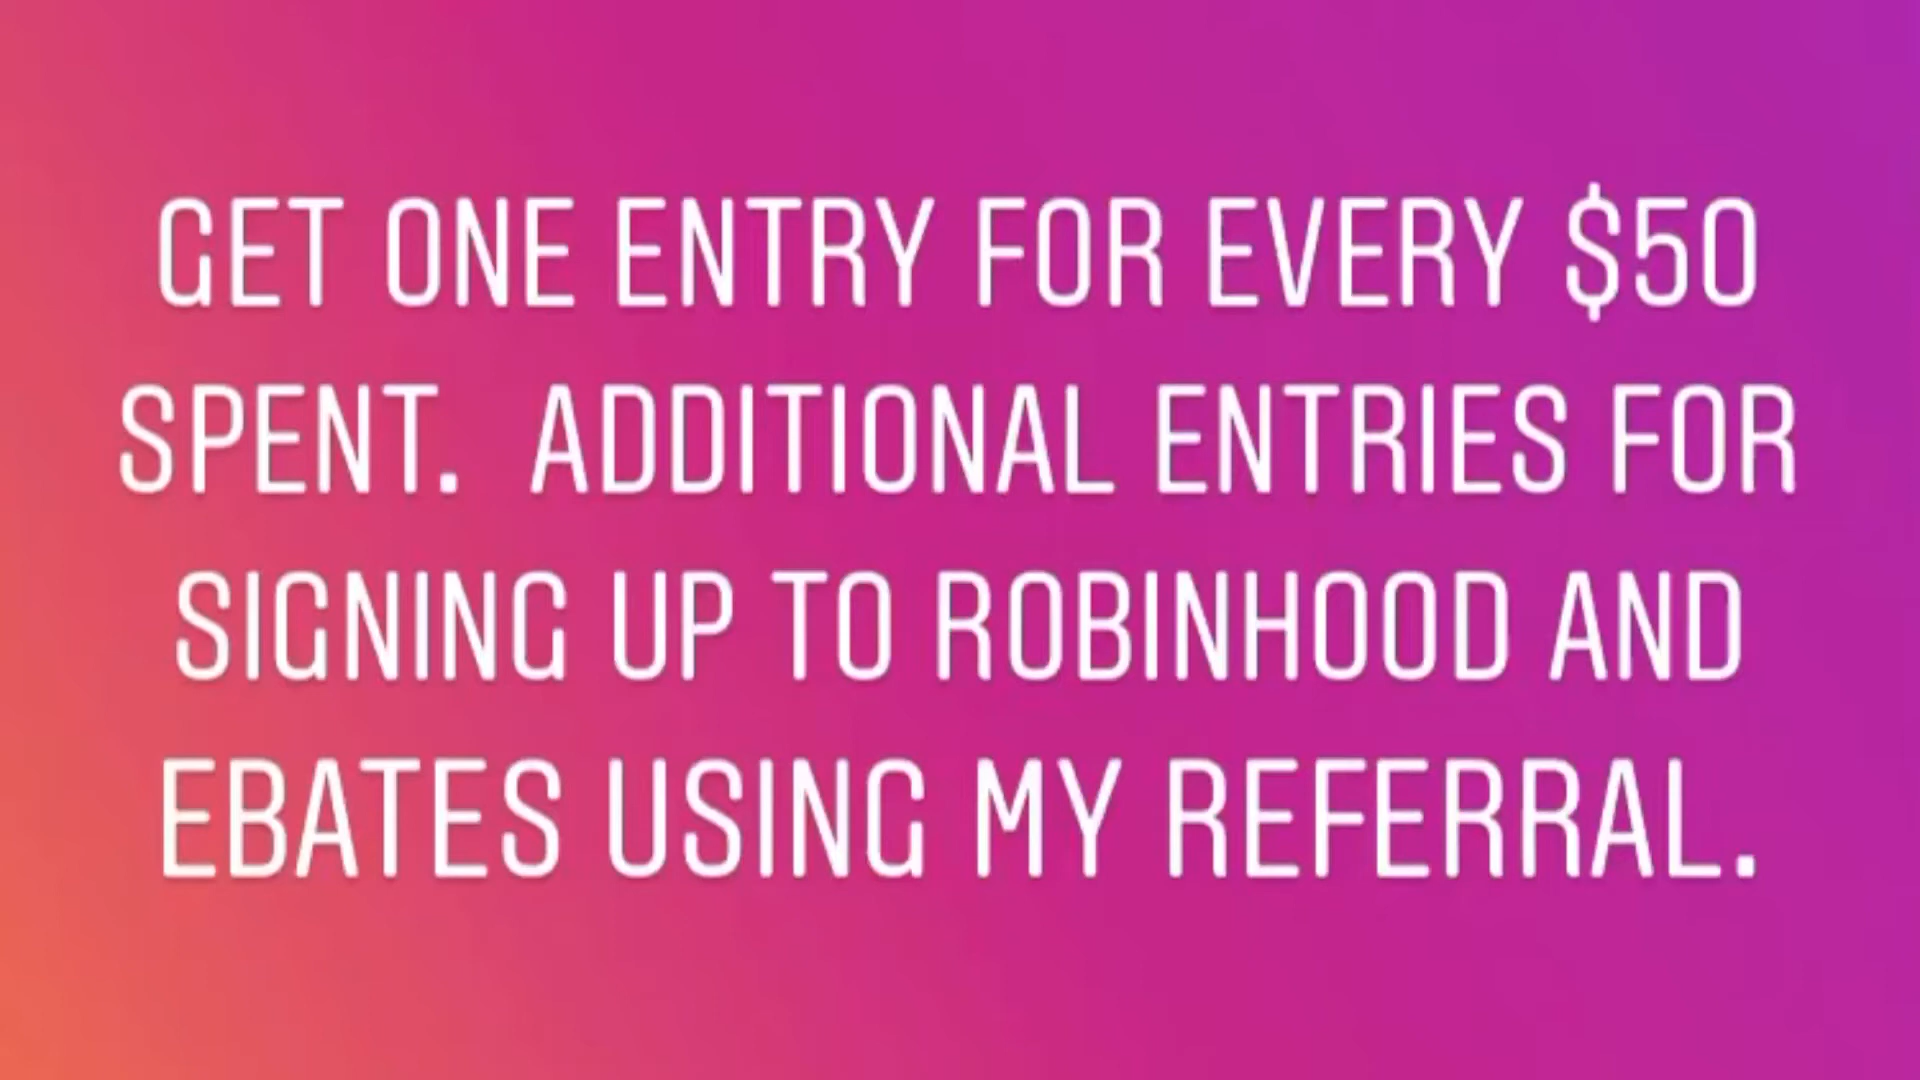 GET ONE ENTRY FOR EVERY $50
SPENT.  ADDITIONAL ENTRIES FOR
SIGNING UP TO ROBINHOOD AND
EBATES USING MY REFERRAL.